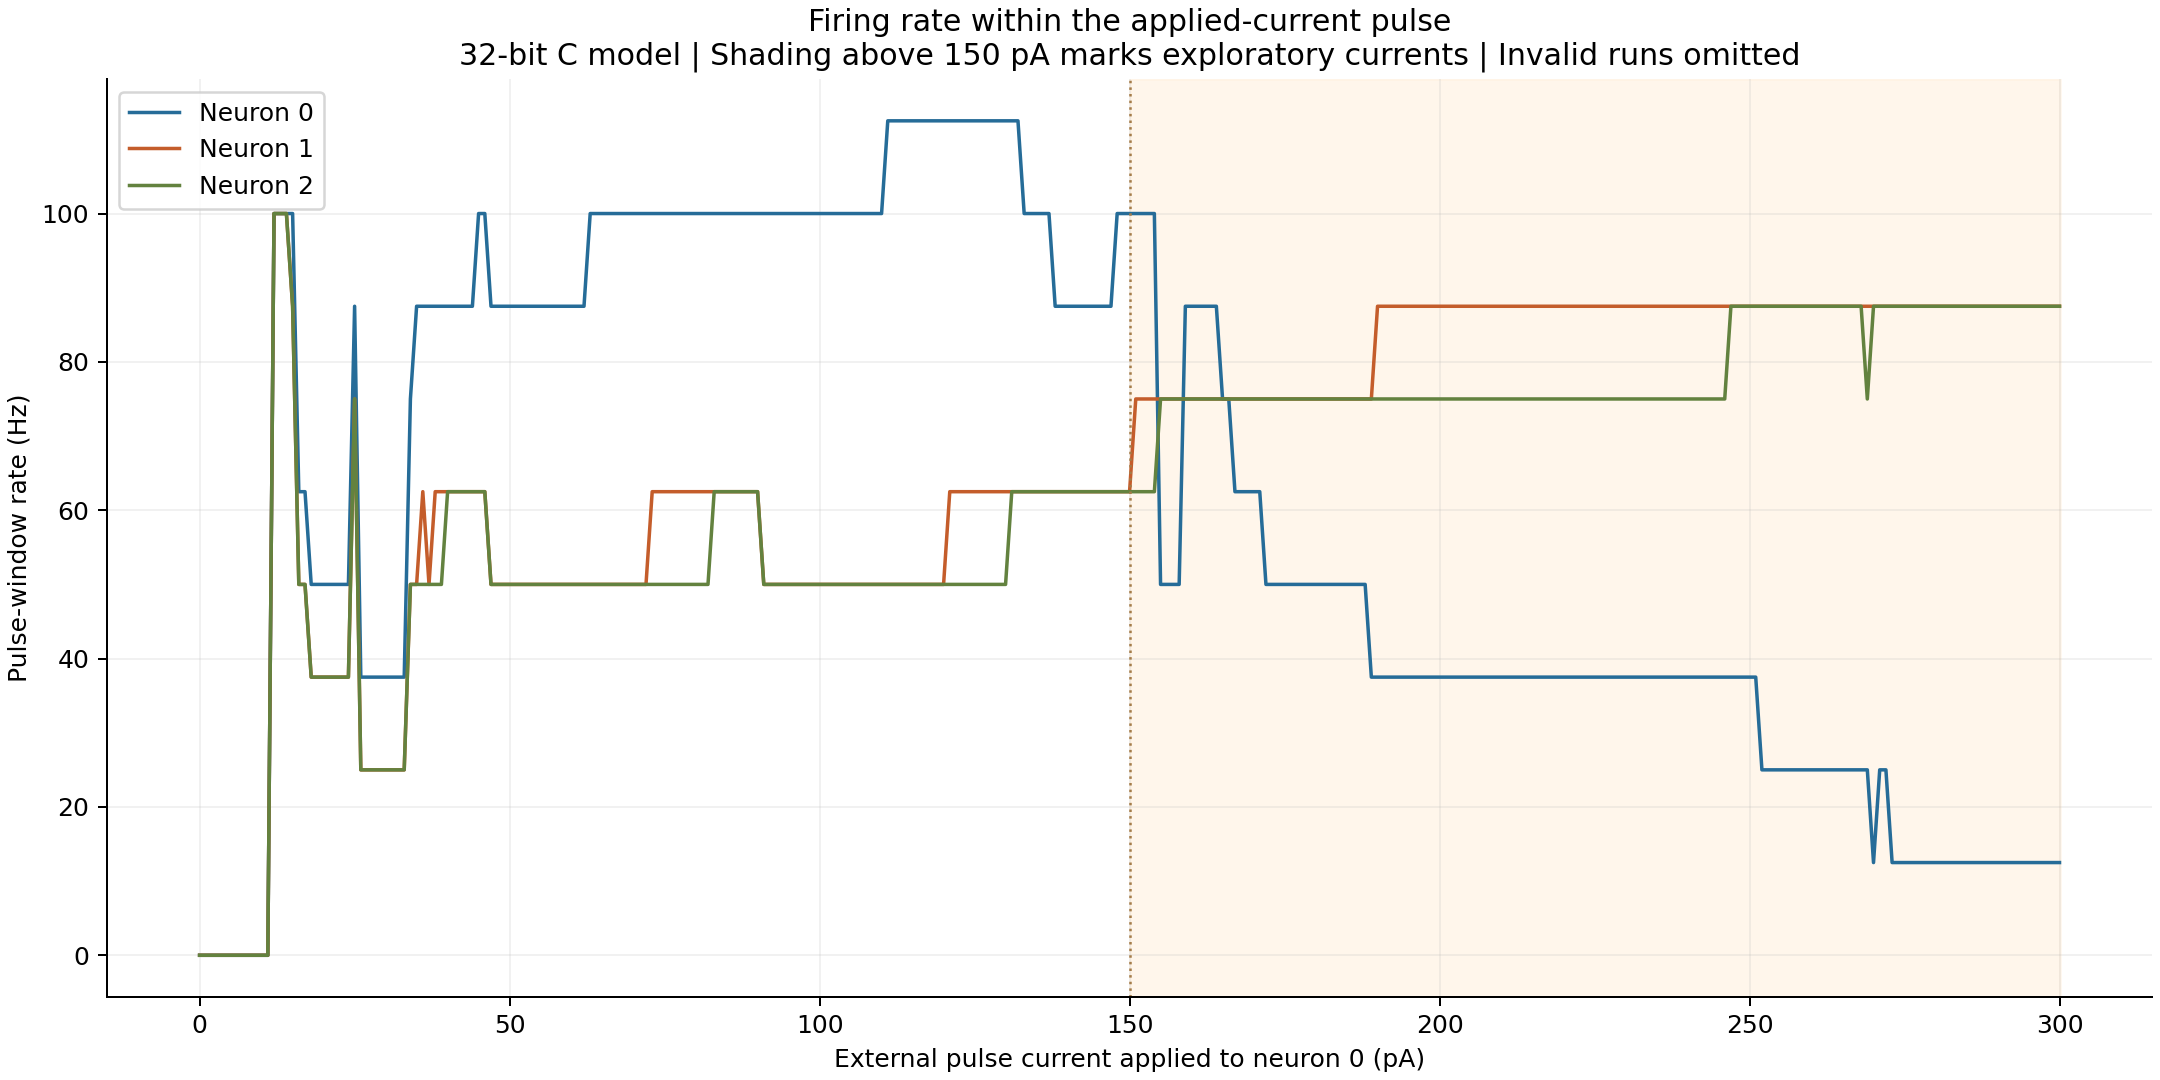 Firing rate within the applied-current pulse
32-bit C model | Shading above 150 pA marks exploratory currents | Invalid runs omitted
Neuron 0
Neuron 1
Neuron 2
Pulse-window rate (Hz)
100
80
60
40
20
0
0 50 100 150 200 250 300
External pulse current applied to neuron 0 (pA)